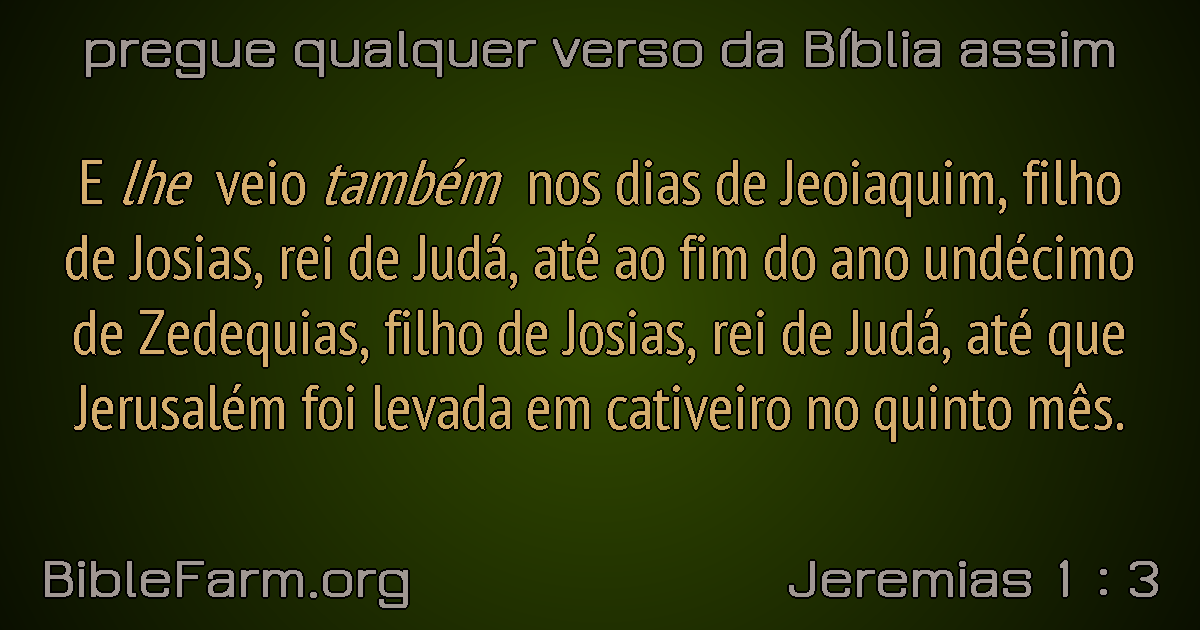 pregue qualquer verso da Bíblia assim
E lhe veio também nos dias de Jeoiaquim, filho
de Josias, rei de Judá, até ao fim do ano undécimo
de Zedequias, filho de Josias, rei de Judá, até que
Jerusalém foi levada em cativeiro no quinto mês.
BibleFarm.org
Jeremias 1 : 3